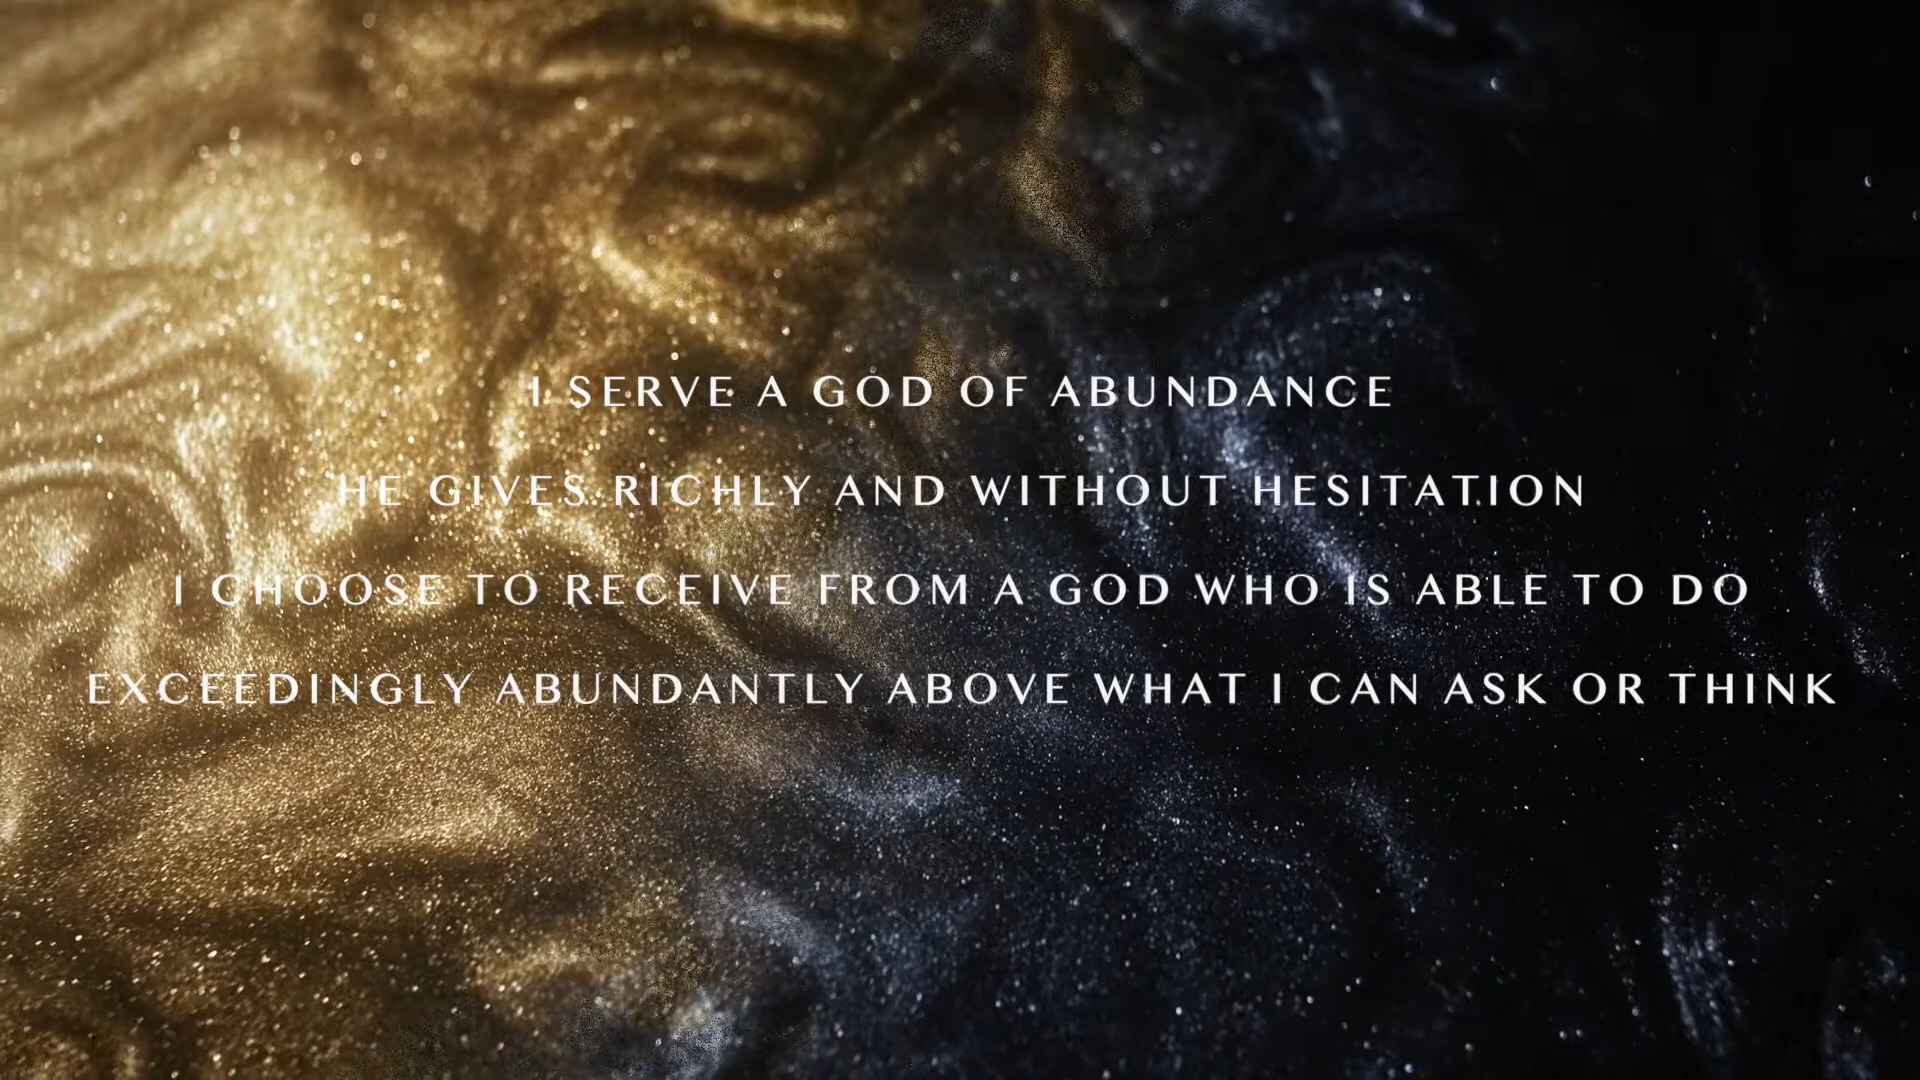 I SERVE A GOD OF ABUNDANCE
HE GIVES RICHLY AND WITHOUT HESITATION
I CHOOSE TO RECEIVE FROM A GOD WHO IS ABLE TO DO
EXCEEDINGLY ABUNDANTLY ABOVE WHAT I CAN ASK OR THINK